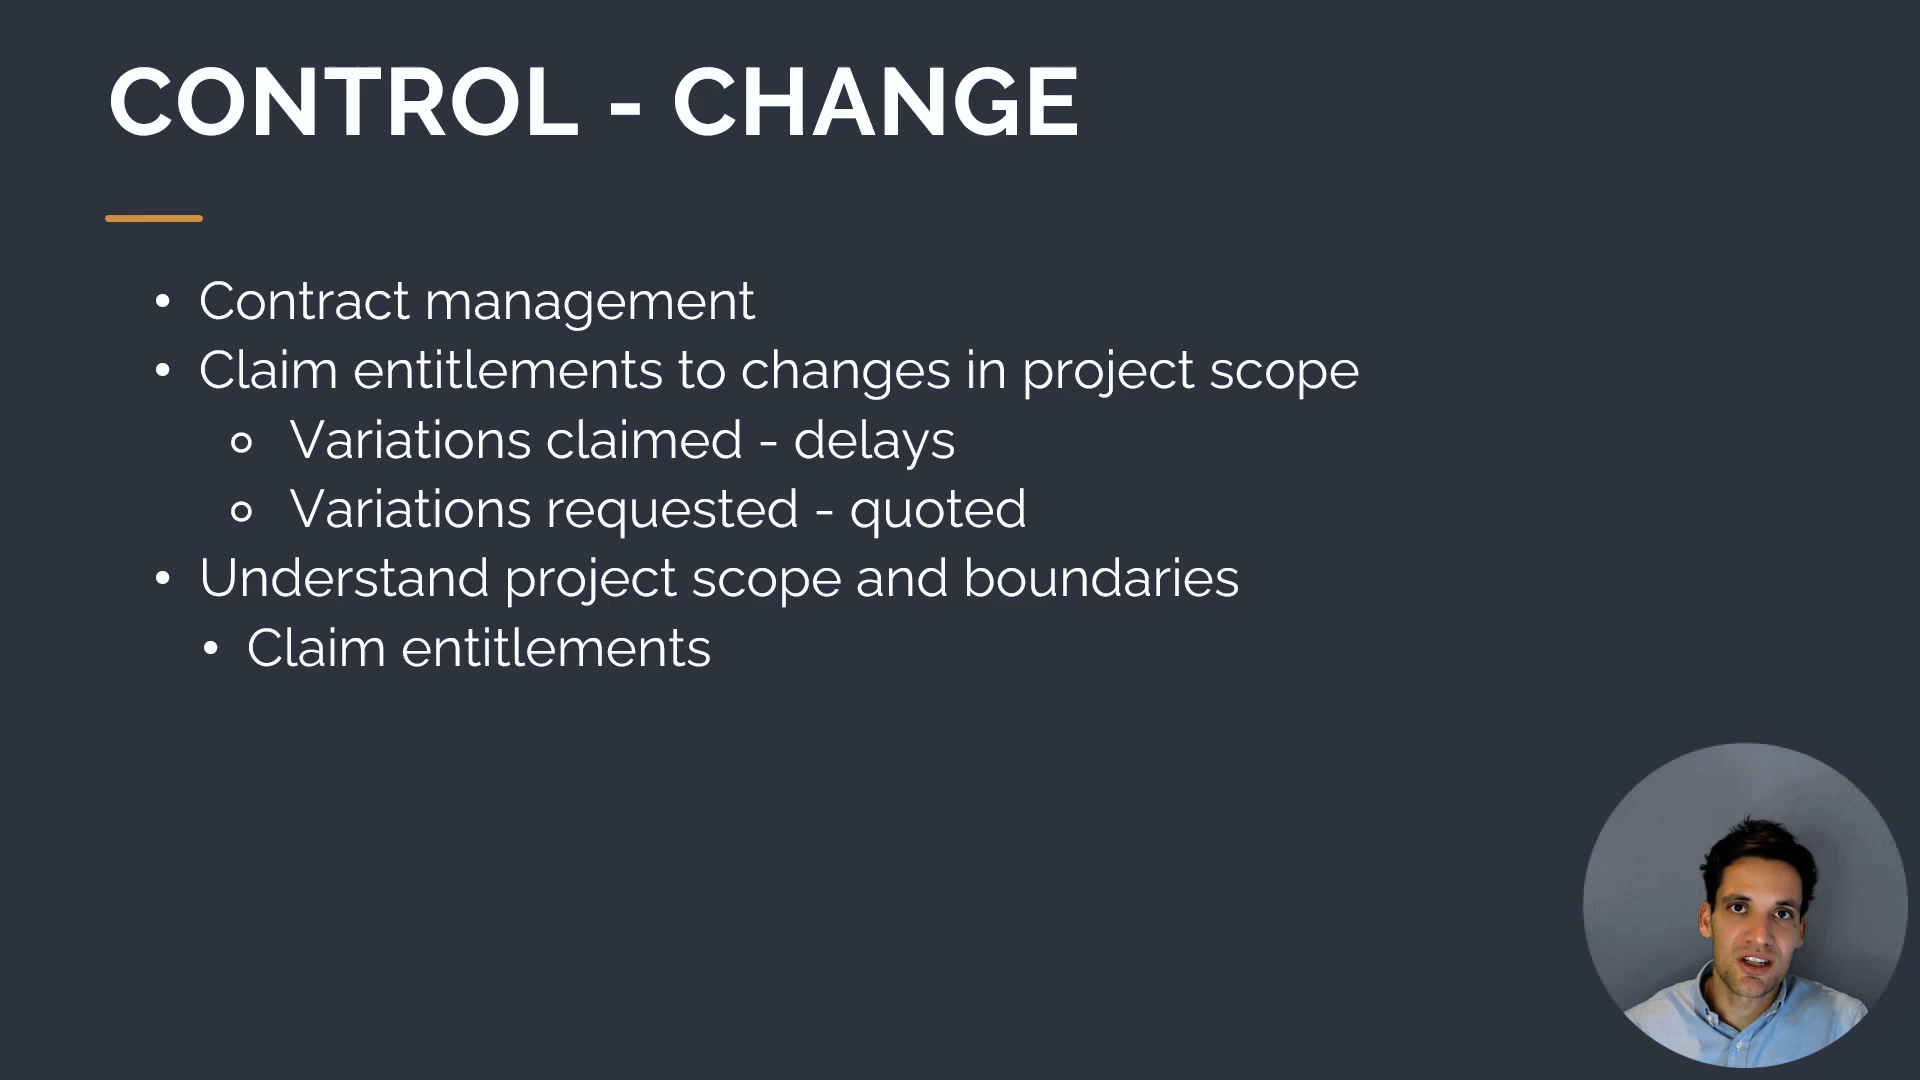 CONTROL - CHANGE
• Contract management
• Claim entitlements to changes in project scope
○ Variations claimed - delays
○ Variations requested - quoted
• Understand project scope and boundaries
• Claim entitlements